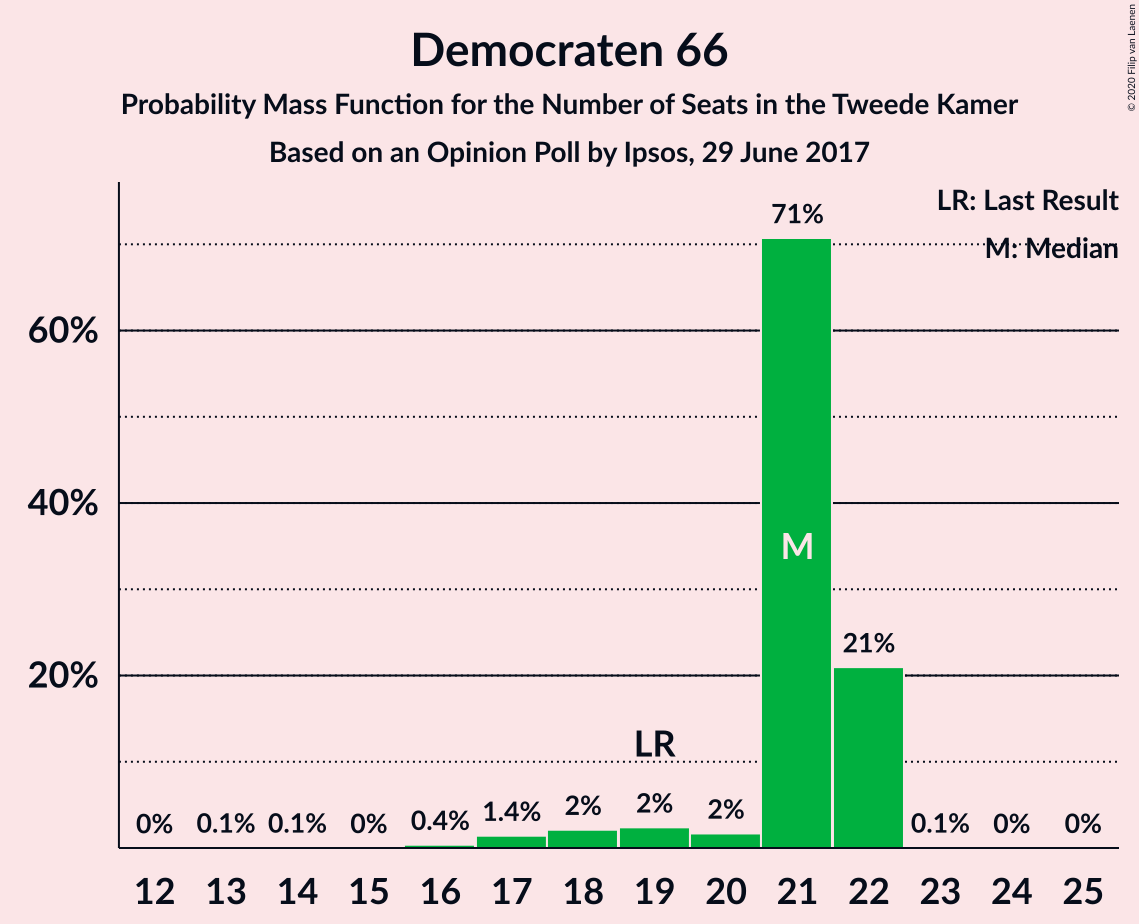 Democraten 66
Probability Mass Function for the Number of Seats in the Tweede Kamer
Based on an Opinion Poll by Ipsos, 29 June 2017
© 2020 Filip van Laenen
LR: Last Result
M: Median
60%
40%
20%
0%
0.1%
0.1%
0%
0.4%
1.4%
2%
2%
2%
71%
21%
0.1%
0%
0%
LR
M
12 13 14 15 16 17 18 19 20 21 22 23 24 25